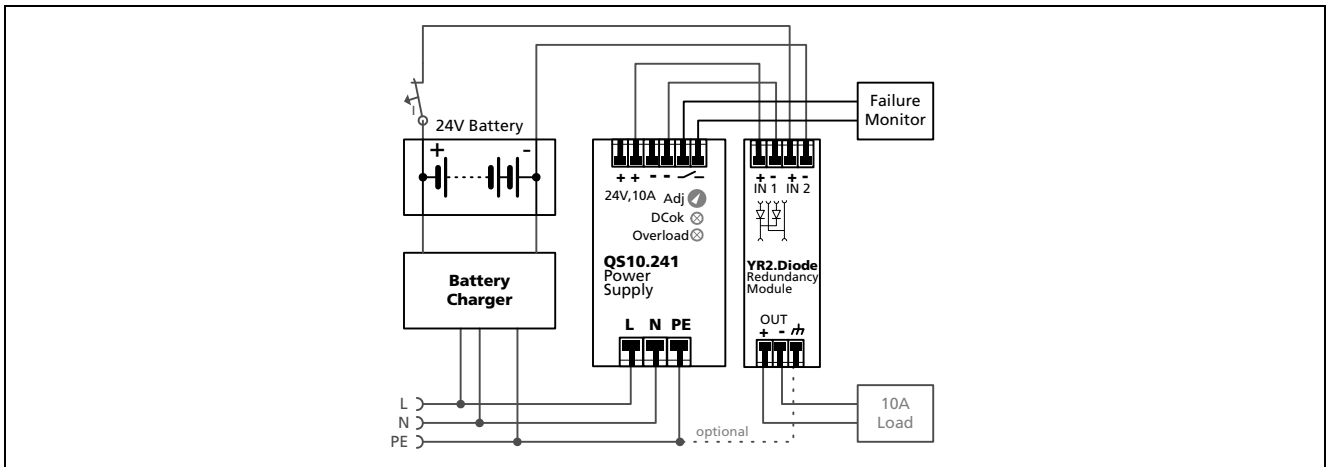 Failure
Monitor
24V Battery
+ -
+ + - -
+ - + -
IN 1 IN 2
24V,10A Adj
DCok
Overload
QS10.241
Power
Supply
YR2.Diode
Redundancy
Module
Battery
Charger
L N PE
OUT
+ -
L
N
PE
optional
10A
Load